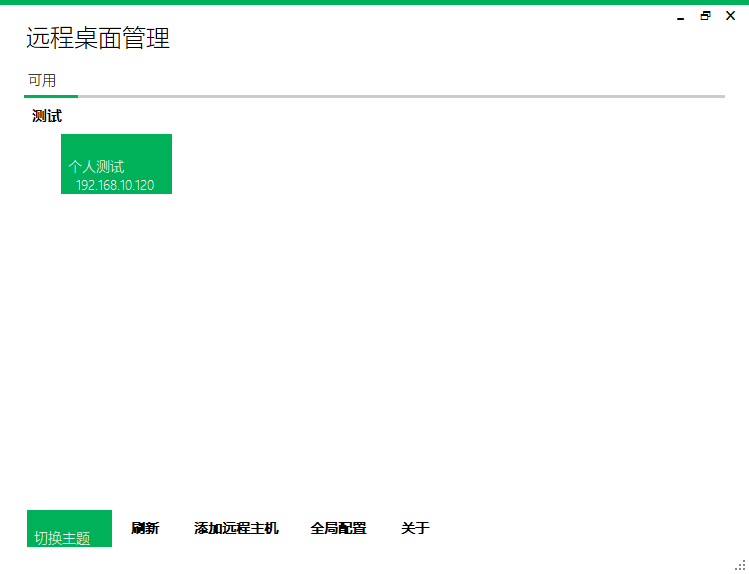 远程桌面管理
可用
测试
个人测试
192.168.10.120
切换主题 刷新 添加远程主机 全局配置 关于